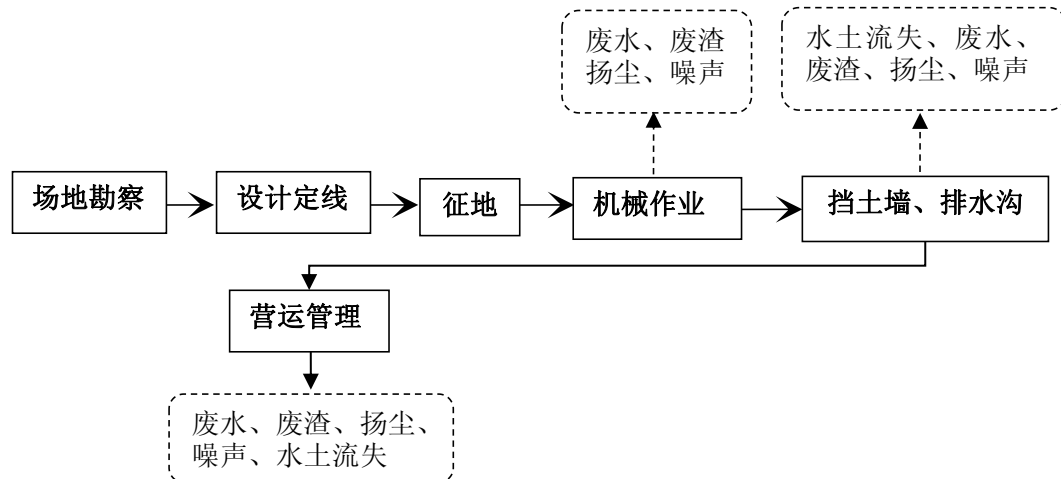 废水、废渣
扬尘、噪声
水土流失、废水、
废渣、扬尘、噪声
场地勘察
设计定线
征地
机械作业
挡土墙、排水沟
营运管理
废水、废渣、扬尘、
噪声、水土流失